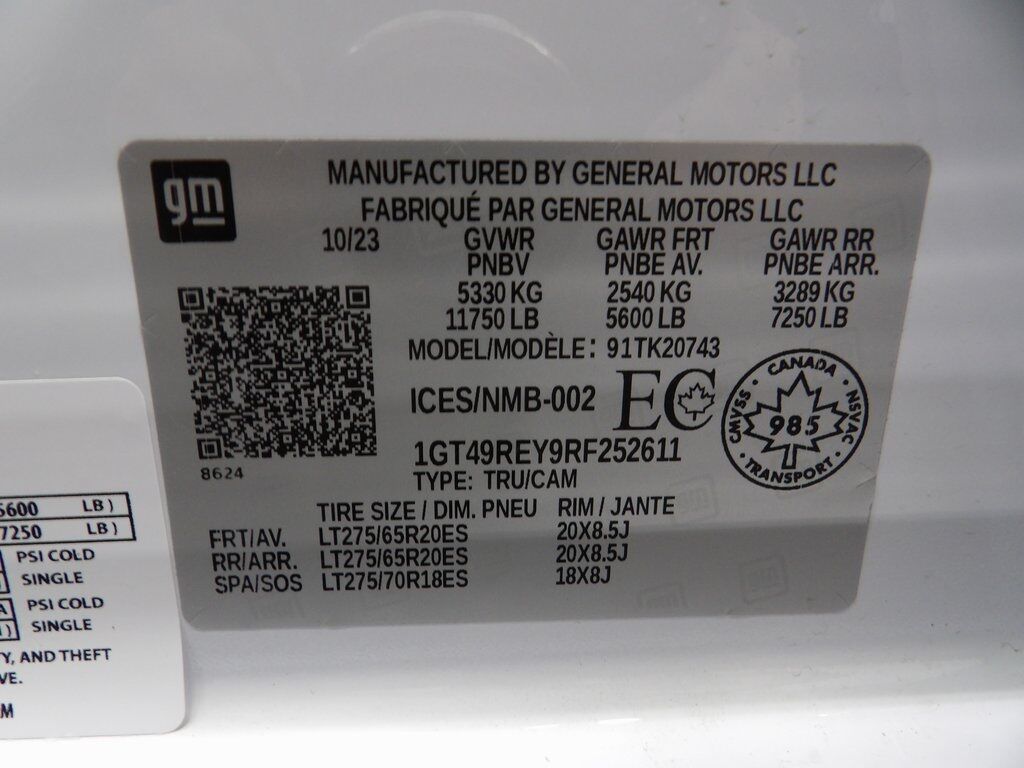 gm
MANUFACTURED BY GENERAL MOTORS LLC
FABRIQUÉ PAR GENERAL MOTORS LLC
10/23 GVWR GAWR FRT GAWR RR
PNBV PNBE AV. PNBE ARR.
5330 KG 2540 KG 3289 KG
11750 LB 5600 LB 7250 LB
MODEL/MODÈLE: 91TK20743
ICES/NMB-002 EC
CANADA
CMVSS 985 NSVAC
TRANSPORT
8624
1GT49REY9RF252611
TYPE: TRU/CAM
TIRE SIZE / DIM. PNEU RIM / JANTE
FRT/AV. LT275/65R20ES 20X8.5J
RR/ARR. LT275/65R20ES 20X8.5J
SPA/SOS LT275/70R18ES 18X8J
5600 LB )
7250 LB )
PSI COLD
SINGLE
PSI COLD
SINGLE
Y, AND THEFT
VE.
M